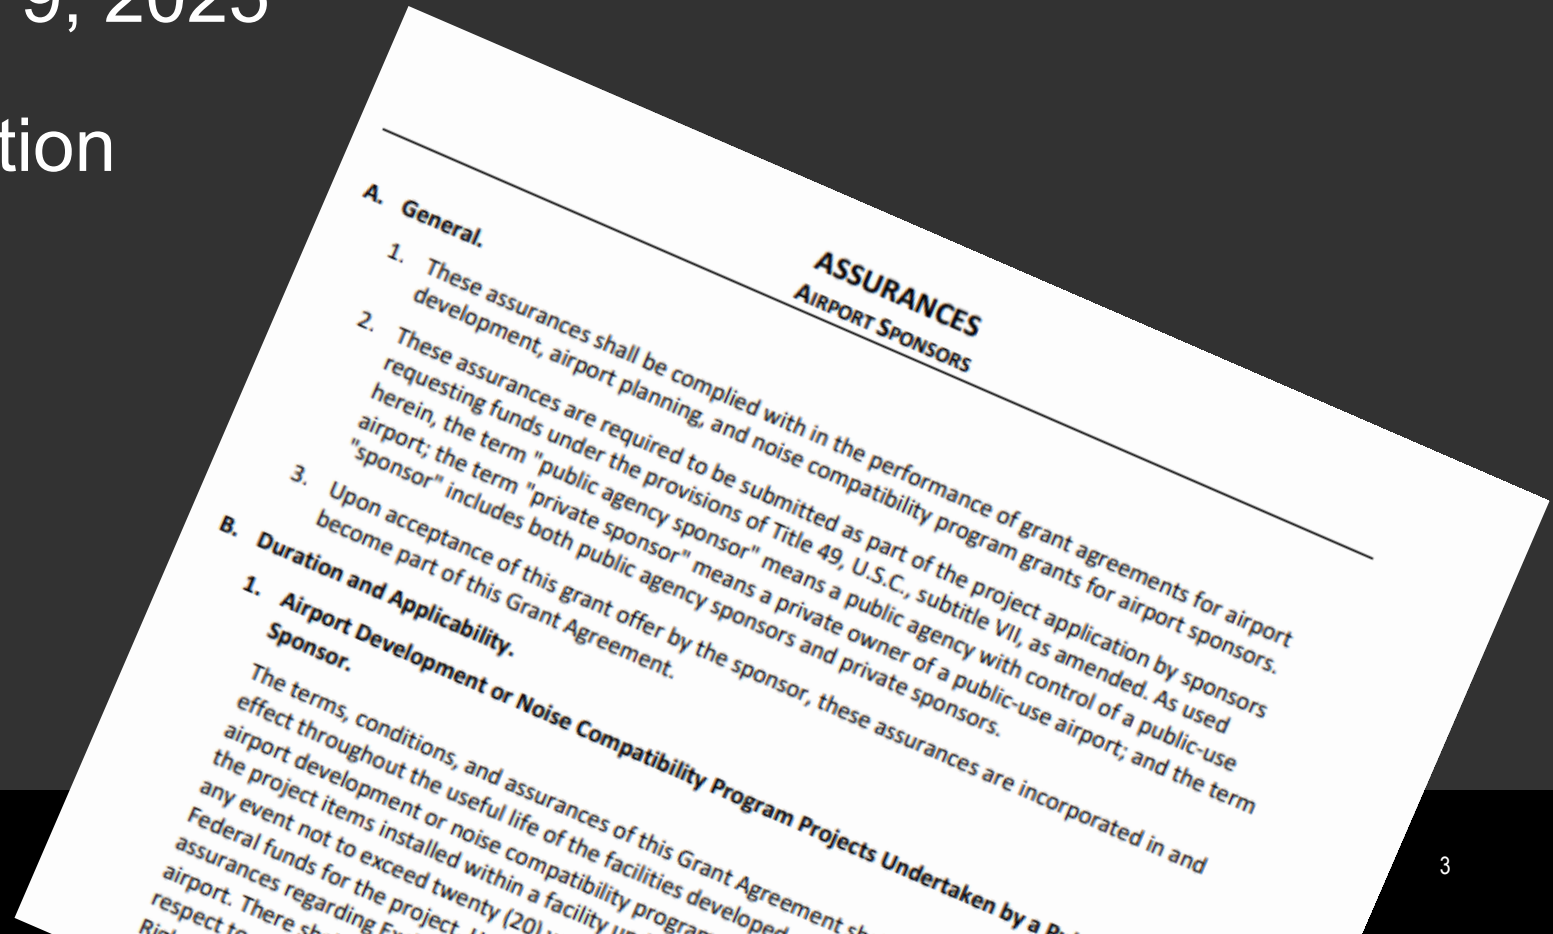 9, 2025
tion
ASSURANCES
AIRPORT SPONSORS
A. General.
1. These assurances shall be complied with in the performance of grant agreements for airport
development, airport planning, and noise compatibility program grants for airport sponsors.
2. These assurances are required to be submitted as part of the project application by sponsors
requesting funds under the provisions of Title 49, U.S.C., subtitle VII, as amended. As used
herein, the term "public agency sponsor" means a public agency with control of a public-use
airport; the term "private sponsor" means a private owner of a public-use airport; and the term
"sponsor" includes both public agency sponsors and private sponsors.
3. Upon acceptance of this grant offer by the sponsor, these assurances are incorporated in and
become part of this Grant Agreement.
B. Duration and Applicability.
1. Airport Development or Noise Compatibility Program Projects Undertaken by a
Sponsor.
The terms, conditions, and assurances of this Grant Agreement
effect throughout the useful life of the facilities developed
airport development or noise compatibility program
the project items installed within a facility
any event not to exceed twenty (20)
Federal funds for the project.
assurances regarding
airport. There
respect to